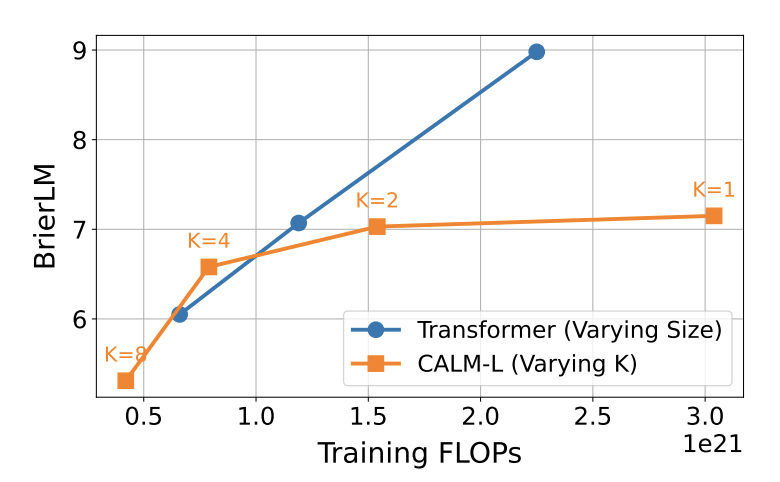 9
8
7
6
BrierLM
K=8
K=4
K=2
K=1
Transformer (Varying Size)
CALM-L (Varying K)
0.5 1.0 1.5 2.0 2.5 3.0
1e21
Training FLOPs